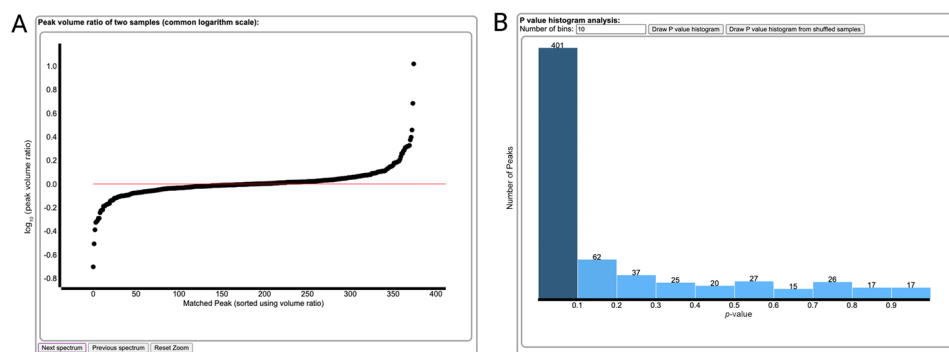 A
Peak volume ratio of two samples (common logarithm scale):
1.0
0.8
0.6
0.4
0.2
0.0
-0.2
-0.4
-0.6
-0.8
log10 (peak volume ratio)
0 50 100 150 200 250 300 350 400
Matched Peak (sorted using volume ratio)
Next spectrum Previous spectrum Reset Zoom
B
P value histogram analysis:
Number of bins: 10 Draw P value histogram Draw P value histogram from shuffled samples
Number of Peaks
401 62 37 25 20 27 15 26 17 17
0.1 0.2 0.3 0.4 0.5 0.6 0.7 0.8 0.9
p-value